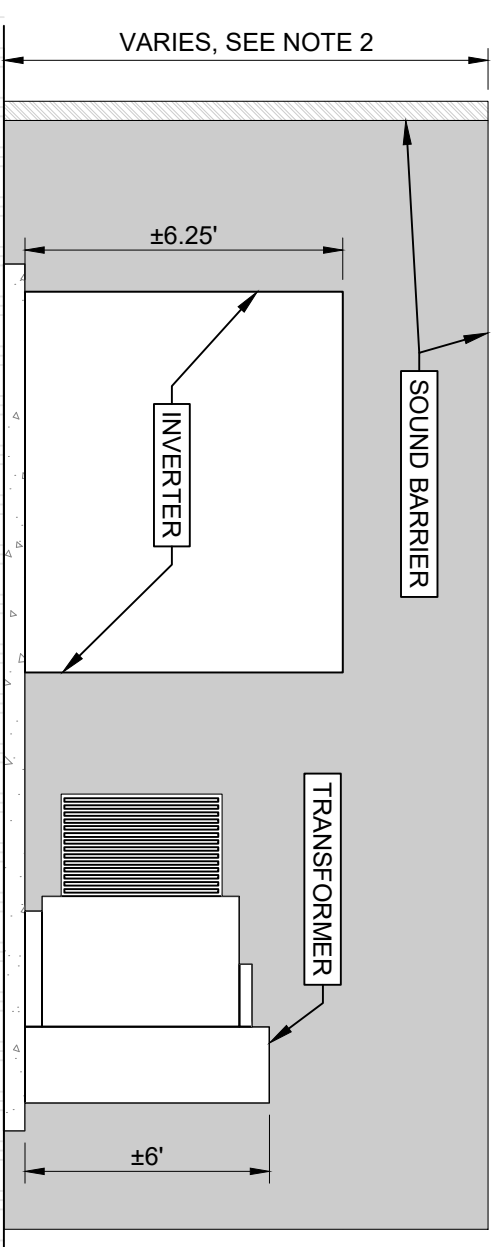 VARIES, SEE NOTE 2
±6.25'
SOUND BARRIER
INVERTER
TRANSFORMER
±6'